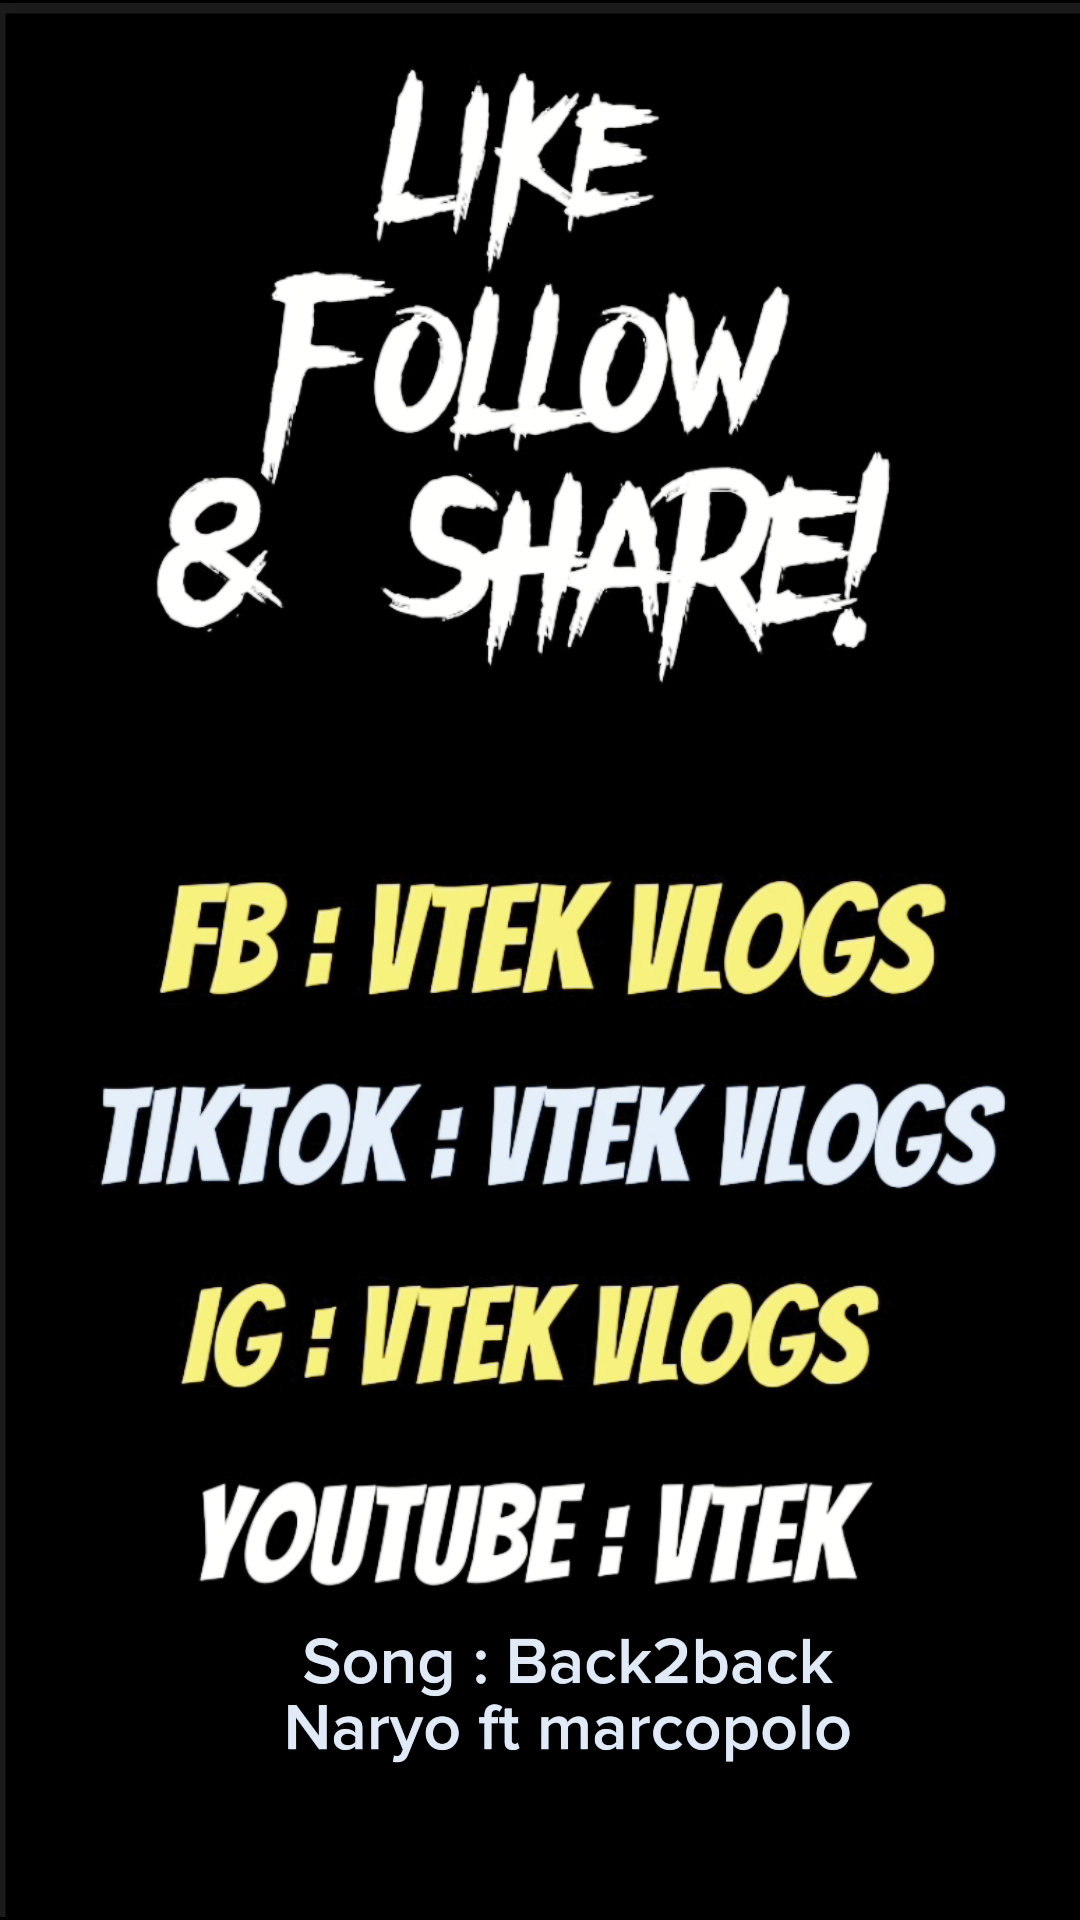 LIKE
FOLLOW
& SHARE!
FB : VTEK VLOGS
TIKTOK : VTEK VLOGS
IG : VTEK VLOGS
YOUTUBE : VTEK
Song : Back2back
Naryo ft marcopolo